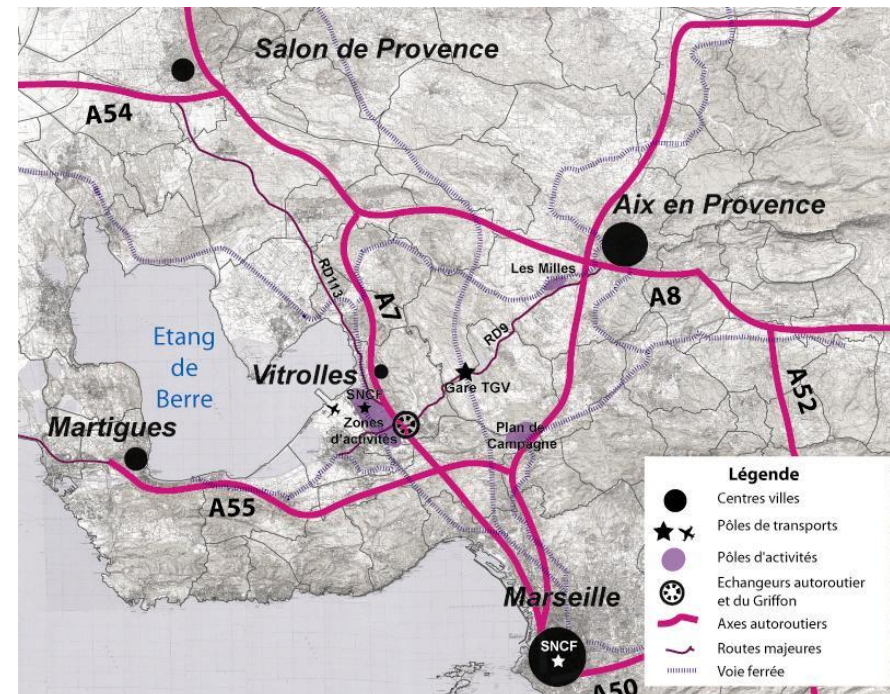 Salon de Provence
A54
Aix en Provence
Les Milles
RD113
A7
RD9
A8
Etang
de
Berre
Vitrolles
SNCF
Gare TGV
A52
Zones
d'activités
Martigues
Plan de
Campagne
A55
Marseille
SNCF
A50
Légende
Centres villes
Pôles de transports
Pôles d'activités
Echangeurs autoroutier
et du Griffon
Axes autoroutiers
Routes majeures
Voie ferrée